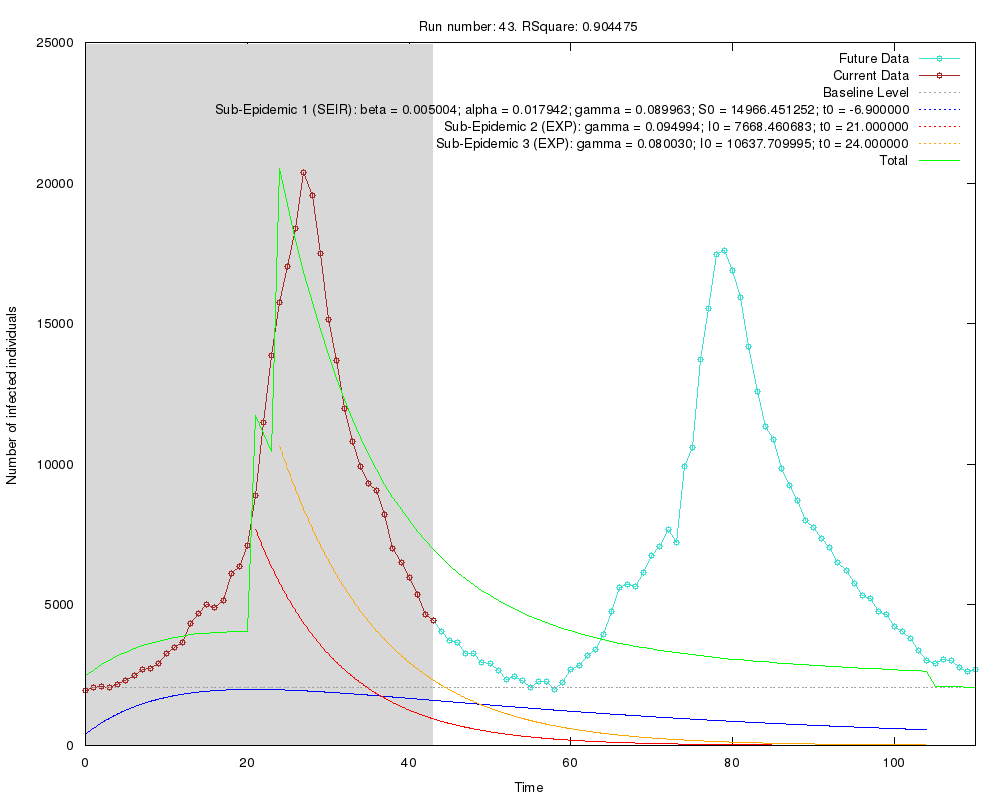 Run number: 43. RSquare: 0.904475
25000
20000
15000
10000
5000
0
Number of infected individuals
Future Data
Current Data
Baseline Level
Sub-Epidemic 1 (SEIR): beta = 0.005004; alpha = 0.017942; gamma = 0.089963; S0 = 14966.451252; t0 = -6.900000
Sub-Epidemic 2 (EXP): gamma = 0.094994; I0 = 7668.460683; t0 = 21.000000
Sub-Epidemic 3 (EXP): gamma = 0.080030; I0 = 10637.709995; t0 = 24.000000
Total
0 20 40 60 80 100
Time